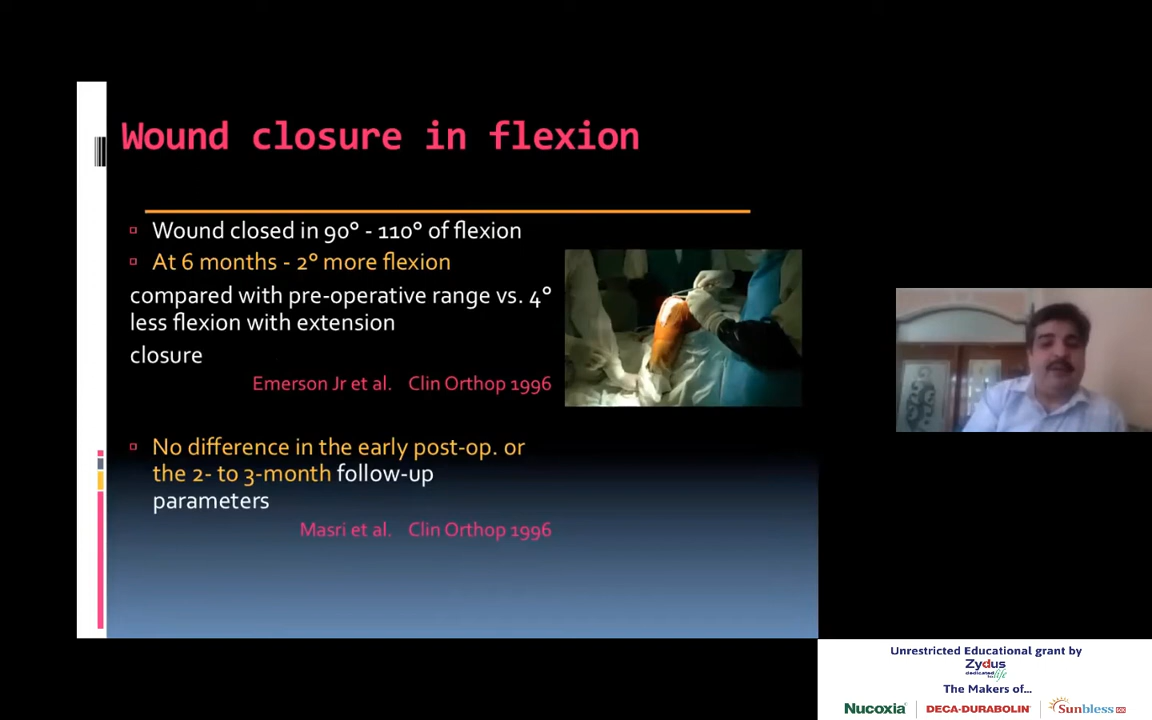 Wound closure in flexion
Wound closed in 90° - 110° of flexion
At 6 months - 2° more flexion
compared with pre-operative range vs. 4°
less flexion with extension
closure
Emerson Jr et al. Clin Orthop 1996
No difference in the early post-op. or
the 2- to 3-month follow-up
parameters
Masri et al. Clin Orthop 1996
Unrestricted Educational grant by
Zydus
dedicated to life
The Makers of...
Nucoxia DECA-DURABOLIN Sunbless